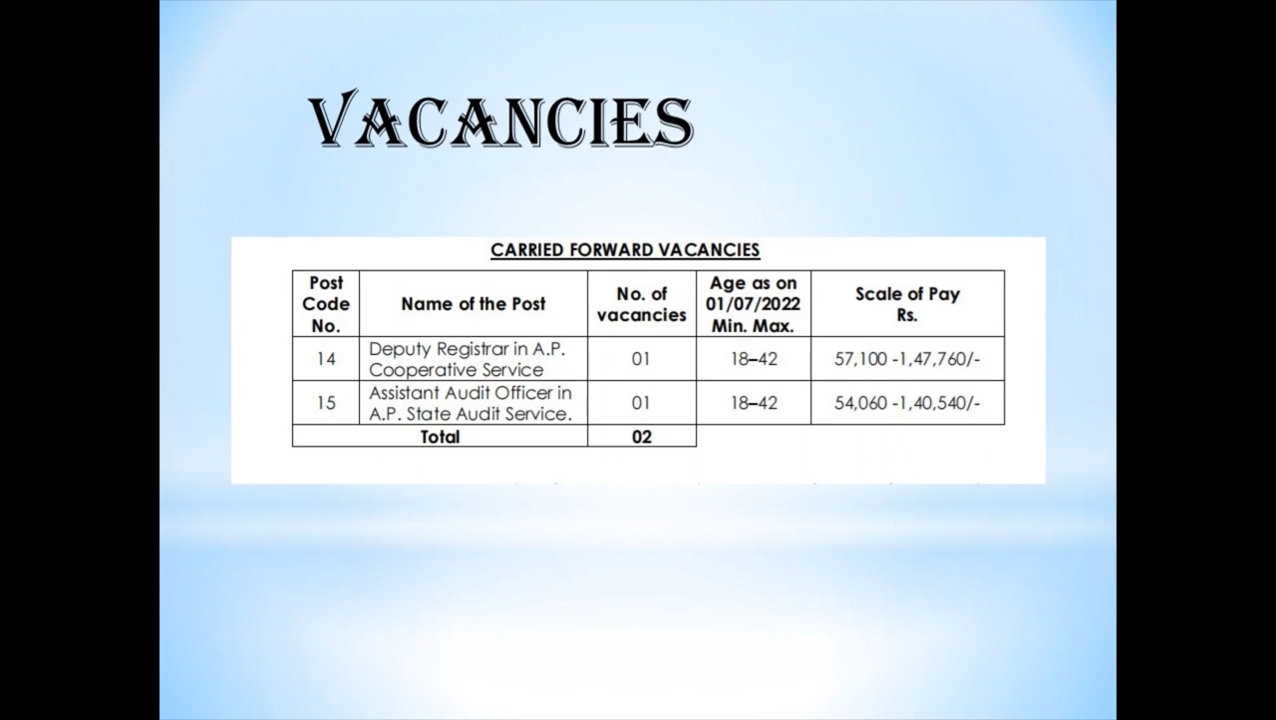 VACANCIES
CARRIED FORWARD VACANCIES
Post Code No. Name of the Post No. of vacancies Age as on 01/07/2022 Min. Max. Scale of Pay Rs.
14 Deputy Registrar in A.P. Cooperative Service 01 18–42 57,100 -1,47,760/-
15 Assistant Audit Officer in A.P. State Audit Service. 01 18–42 54,060 -1,40,540/-
Total 02